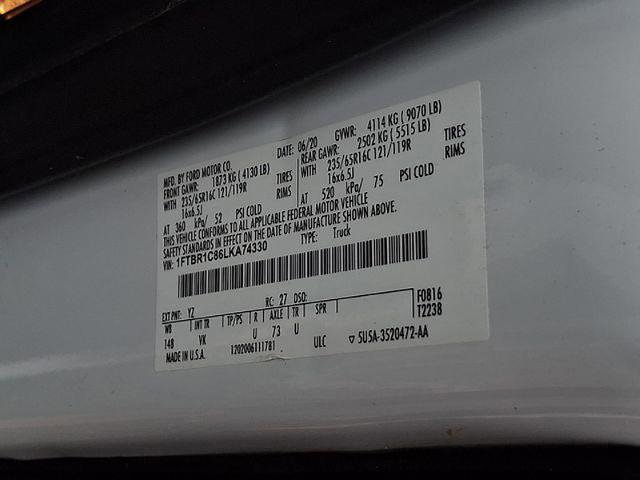 MFD. BY FORD MOTOR CO.
DATE: 06/20 GVWR: 4114 KG ( 9070 LB)
FRONT GAWR: 1873 KG ( 4130 LB)
REAR GAWR: 2502 KG ( 5515 LB)
WITH 235/65R16C 121/119R TIRES
WITH 235/65R16C 121/119R TIRES
16x6.5J RIMS
16x6.5J RIMS
AT 360 kPa/ 52 PSI COLD
AT 520 kPa/ 75 PSI COLD
THIS VEHICLE CONFORMS TO ALL APPLICABLE FEDERAL MOTOR VEHICLE
SAFETY STANDARDS IN EFFECT ON THE DATE OF MANUFACTURE SHOWN ABOVE.
VIN: 1FTBR1C86LKA74330 TYPE: Truck
EXT PNT: YZ RC: 27 DSO: F0816
WB INT TR TP/PS R AXLE TR SPR T2238
148 VK U 73 U
MADE IN U.S.A. 1202006111781 ULC ▽ 5U5A-3520472-AA